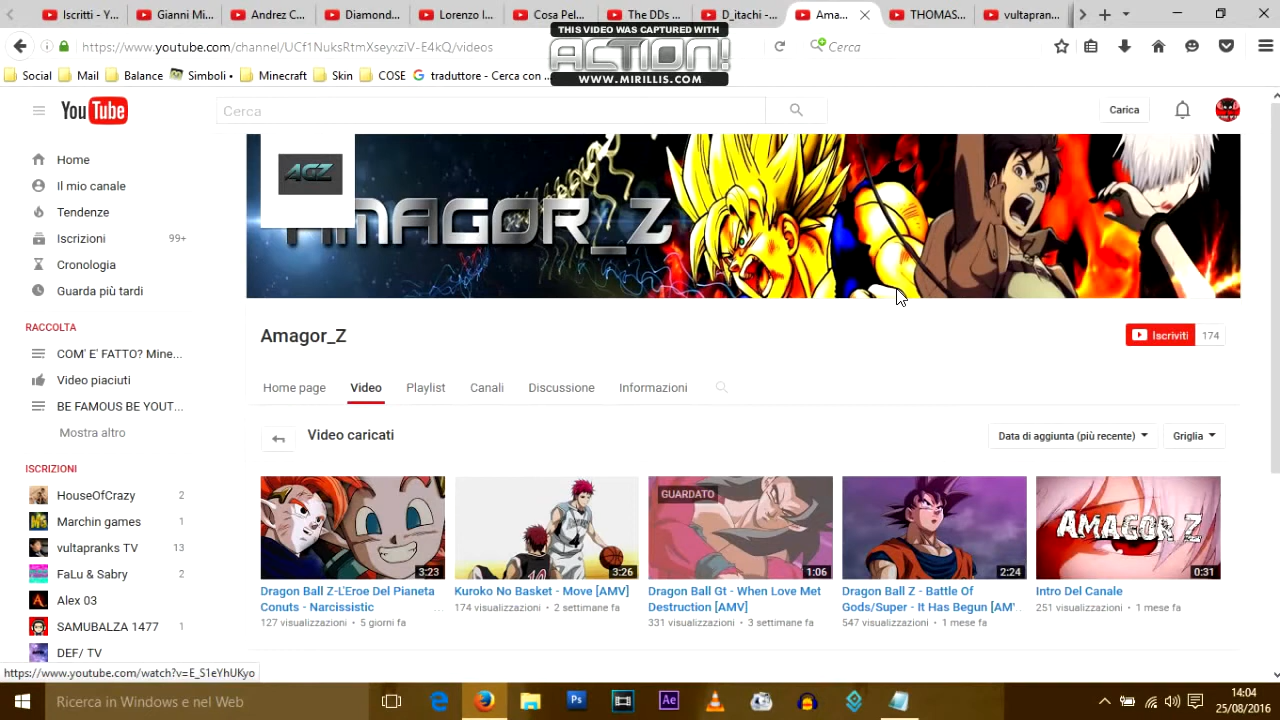 Iscritti - Yo
Andrez Y
Lorenzo I
Cosa Pe
D_itachi -
Ama
THOMAS
vultapran
https://www.youtube.com/channel/UCf1NuksRtmXseyxziV-E4kQ/videos
Cerca
THIS VIDEO WAS CAPTURED WITH
ACTION!
WWW.MIRILLIS.COM
Social
Mail
Balance
Simboli •
Minecraft
Skin
COSE
traduttore - Cerca con ...
YouTube
Cerca
Carica
Home
Il mio canale
Tendenze
Iscrizioni 99+
Cronologia
Guarda più tardi
RACCOLTA
COM' E' FATTO? Mine...
Video piaciuti
BE FAMOUS BE YOUT...
Mostra altro
ISCRIZIONI
HouseOfCrazy 2
Marchin games 1
vultapranks TV 13
FaLu & Sabry 2
Alex 03
SAMUBALZA 1477 1
DEF/ TV
AGZ
AMAGOR_Z
Amagor_Z
Iscriviti 174
Home page Video Playlist Canali Discussione Informazioni
Video caricati
Data di aggiunta (più recente)
Griglia
3:23
Dragon Ball Z-L'Eroe Del Pianeta
Conuts - Narcissistic ...
127 visualizzazioni • 5 giorni fa
3:26
Kuroko No Basket - Move [AMV]
174 visualizzazioni • 2 settimane fa
GUARDATO
1:06
Dragon Ball Gt - When Love Met
Destruction [AMV]
331 visualizzazioni • 3 settimane fa
2:24
Dragon Ball Z - Battle Of
Gods/Super - It Has Begun [AM'..
547 visualizzazioni • 1 mese fa
AMAGOR Z
0:31
Intro Del Canale
251 visualizzazioni • 1 mese fa
https://www.youtube.com/watch?v=E_S1eYhUKyo
Ricerca in Windows e nel Web
Ps
Ae
14:04
25/08/2016